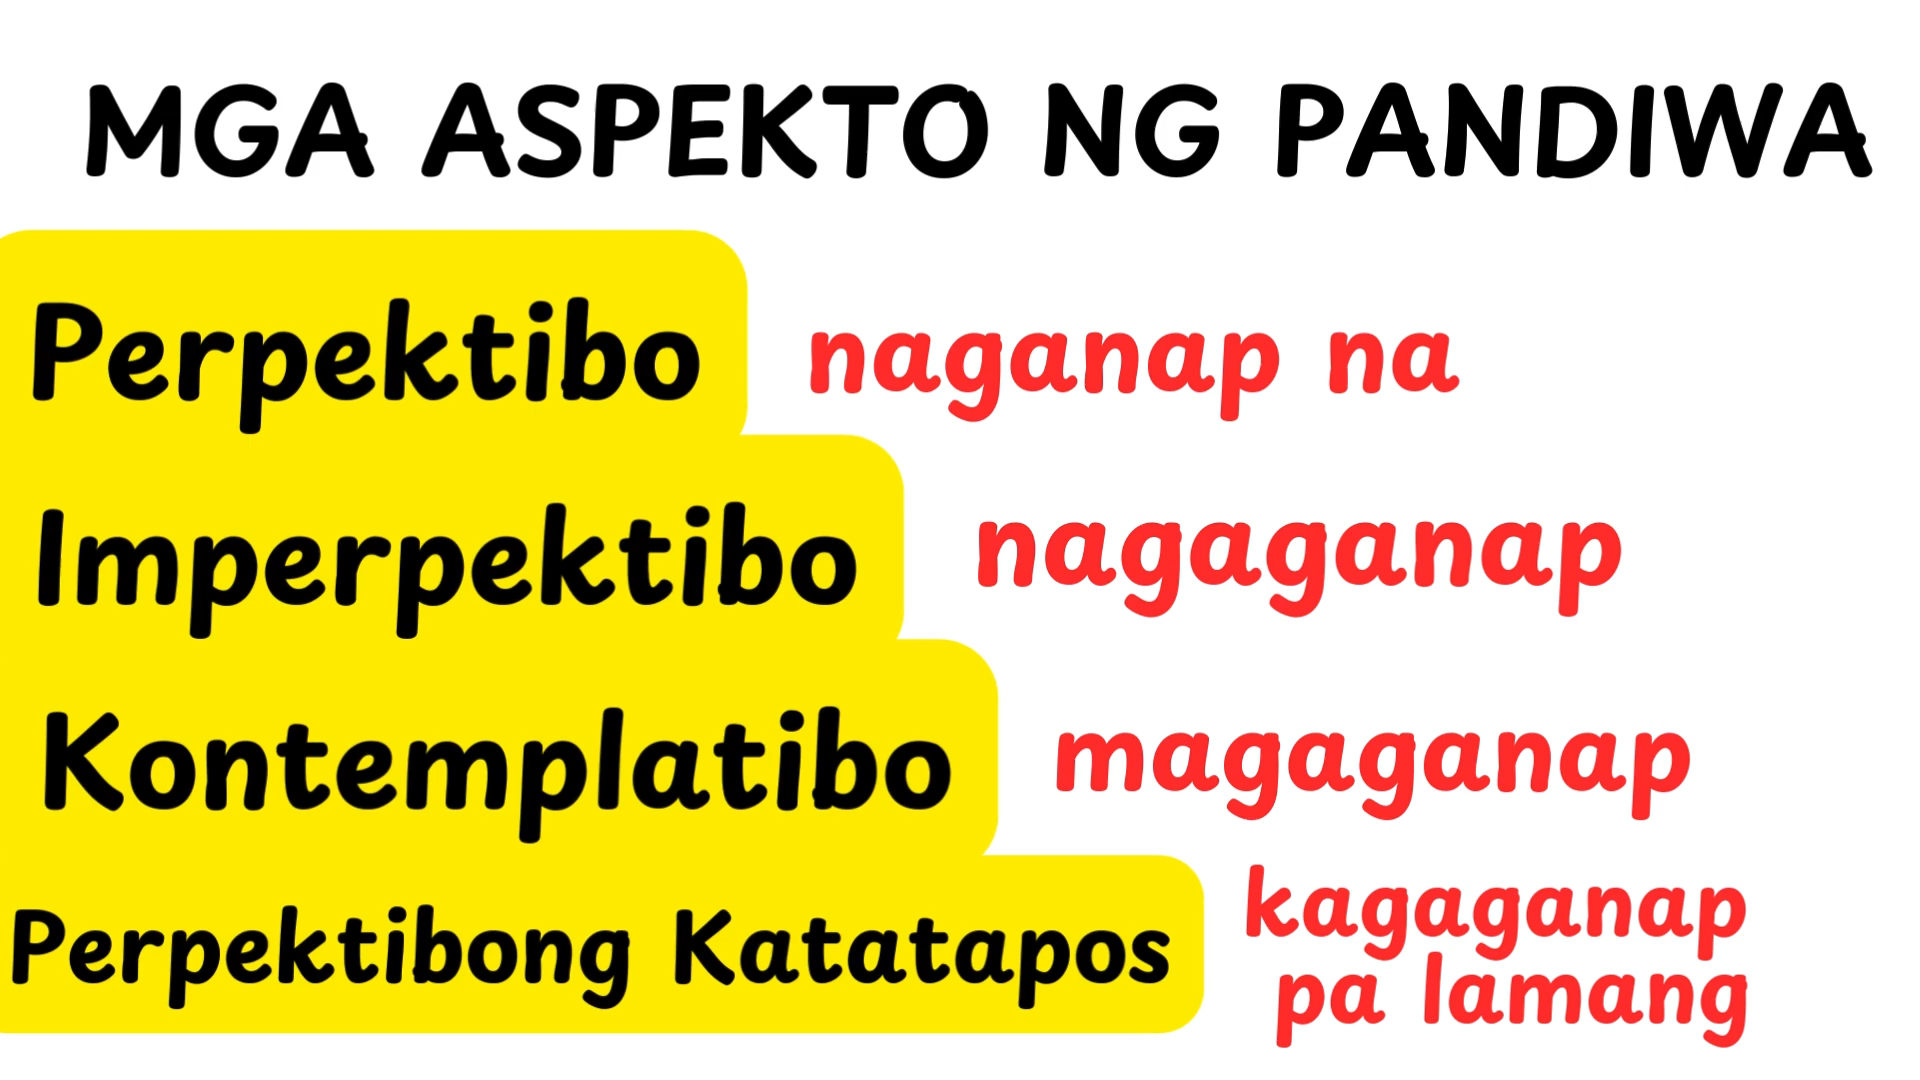 MGA ASPEKTO NG PANDIWA
Perpektibo naganap na
Imperpektibo nagaganap
Kontemplatibo magaganap
Perpektibong Katatapos kagaganap
pa lamang